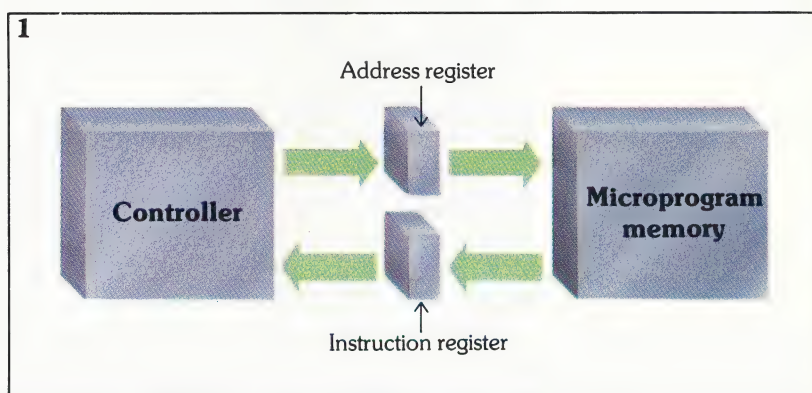 1
Address register
Controller
Microprogram
memory
Instruction register